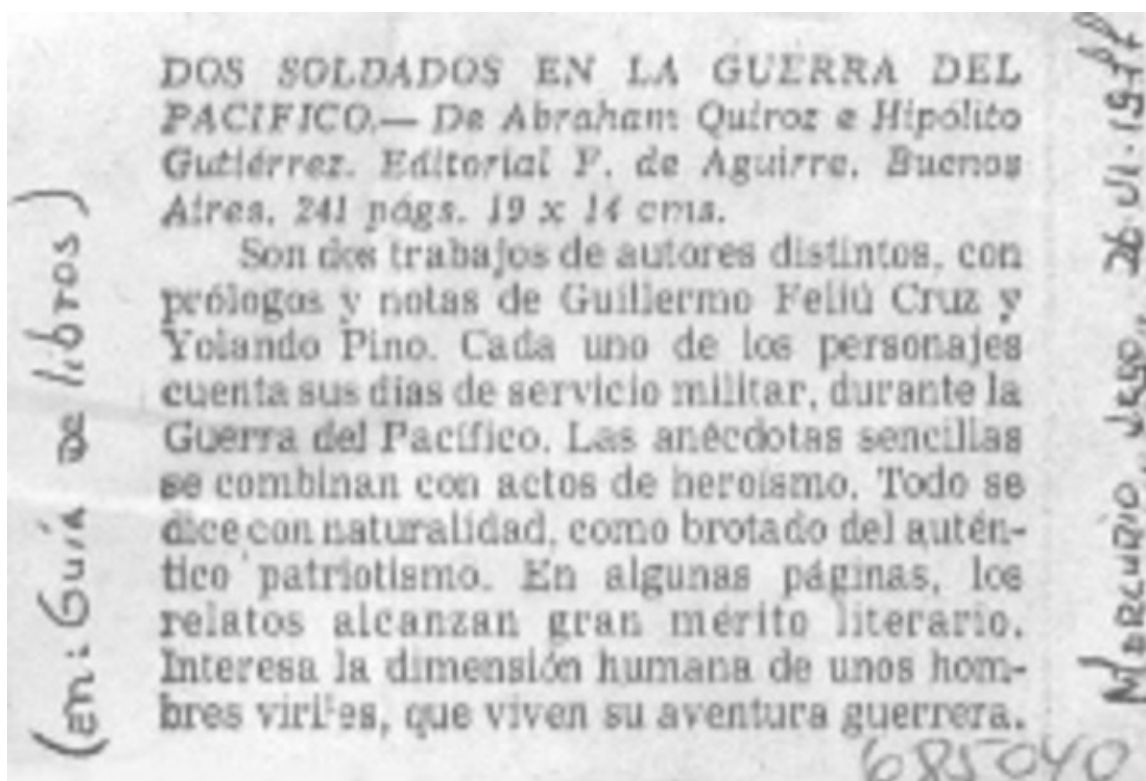 DOS SOLDADOS EN LA GUERRA DEL
PACIFICO.— De Abraham Quiroz e Hipólito
Gutiérrez. Editorial F. de Aguirre. Buenos
Aires. 241 págs. 19 x 14 cms.
Son dos trabajos de autores distintos, con
prólogos y notas de Guillermo Feliú Cruz y
Yolando Pino. Cada uno de los personajes
cuenta sus días de servicio militar, durante la
Guerra del Pacífico. Las anécdotas sencillas
se combinan con actos de heroísmo. Todo se
dice con naturalidad, como brotado del autén-
tico patriotismo. En algunas páginas, los
relatos alcanzan gran mérito literario.
Interesa la dimensión humana de unos hom-
bres viriles, que viven su aventura guerrera.
(en: Guía de libros)
Mercurio, 26.VI.1977
685040